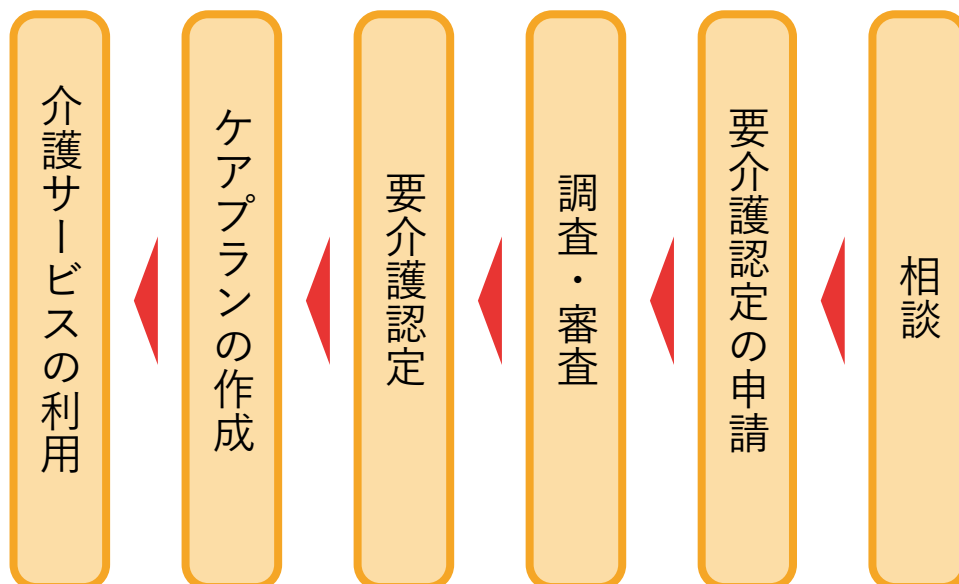 相談
要介護認定の申請
調査・審査
要介護認定
ケアプランの作成
介護サービスの利用